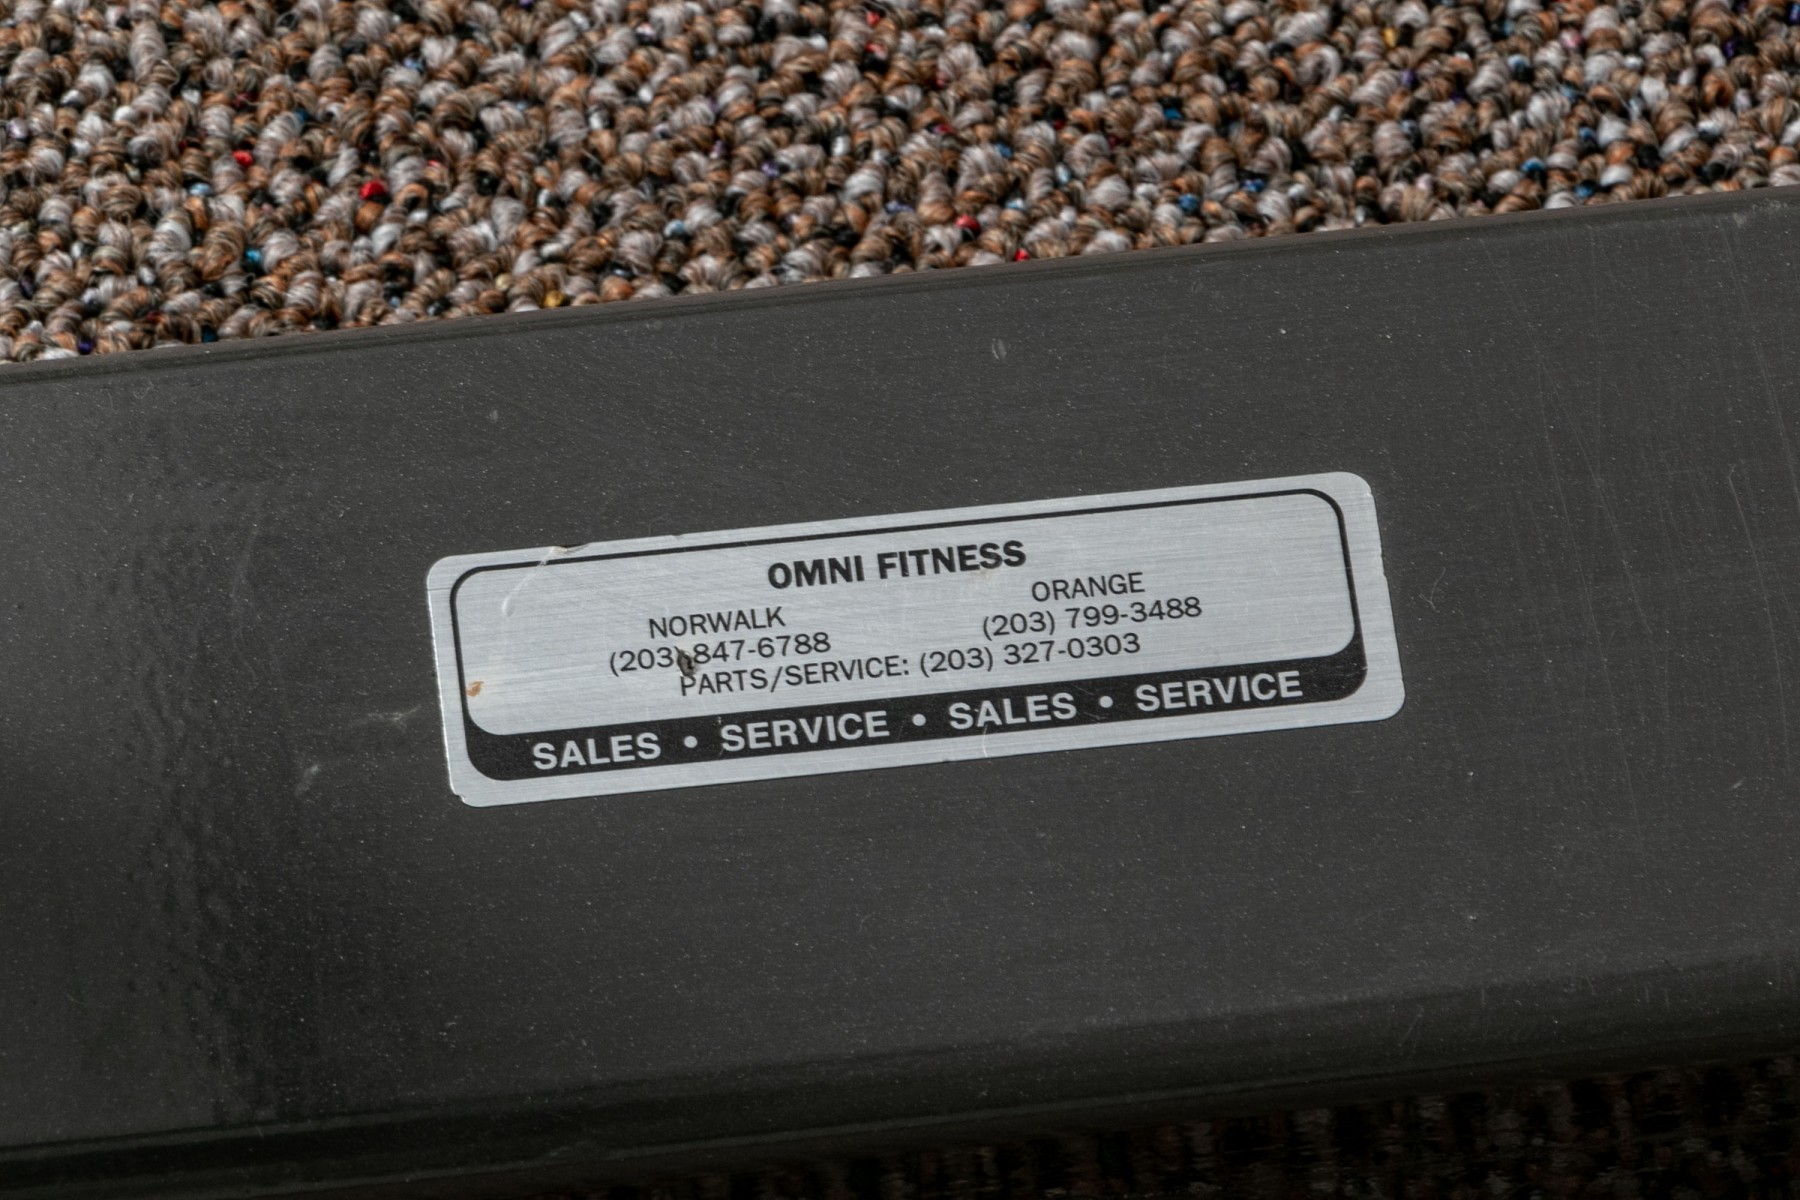 OMNI FITNESS
NORWALK
(203) 847-6788
ORANGE
(203) 799-3488
PARTS/SERVICE: (203) 327-0303
SALES • SERVICE • SALES • SERVICE